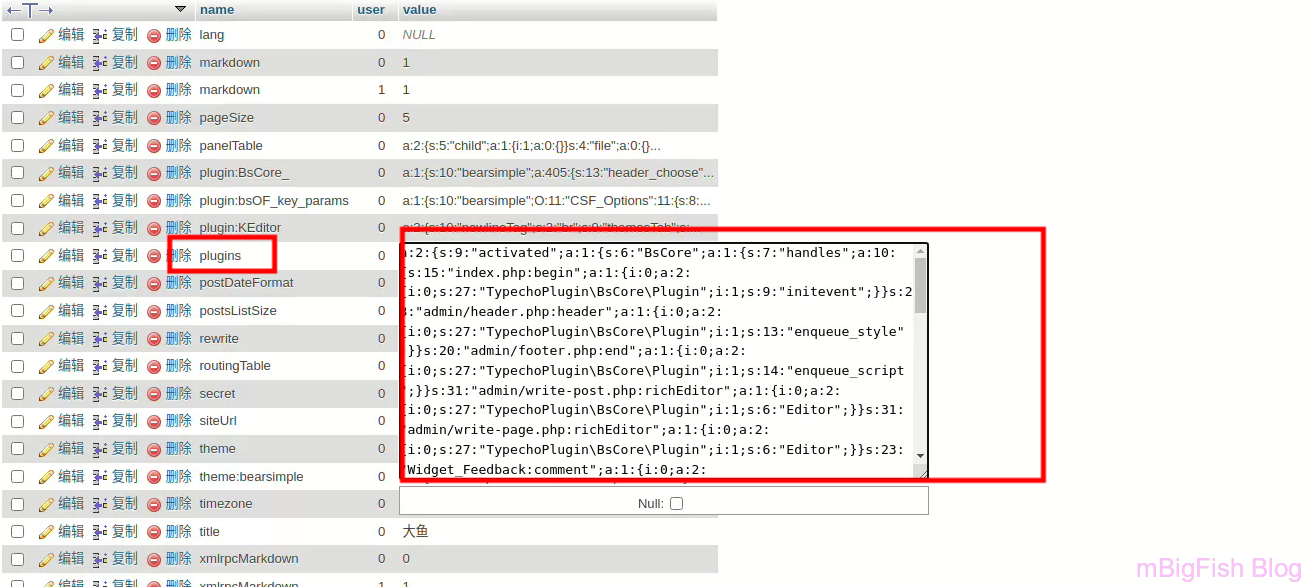 name user value
编辑 复制 删除 lang 0 NULL
编辑 复制 删除 markdown 0 1
编辑 复制 删除 markdown 1 1
编辑 复制 删除 pageSize 0 5
编辑 复制 删除 panelTable 0 a:2:{s:5:"child";a:1:{i:1;a:0:{}}s:4:"file";a:0:{}...
编辑 复制 删除 plugin:BsCore_ 0 a:1:{s:10:"bearsimple";a:405:{s:13:"header_choose"...
编辑 复制 删除 plugin:bsOF_key_params 0 a:1:{s:10:"bearsimple";O:11:"CSF_Options":11:{s:8:...
编辑 复制 删除 plugin:KEditor 0
编辑 复制 删除 plugins 0
a:2:{s:9:"activated";a:1:{s:6:"BsCore";a:1:{s:7:"handles";a:10:
{s:15:"index.php:begin";a:1:{i:0;a:2:
{i:0;s:27:"TypechoPlugin\BsCore\Plugin";i:1;s:9:"initevent";}}s:2
3:"admin/header.php:header";a:1:{i:0;a:2:
{i:0;s:27:"TypechoPlugin\BsCore\Plugin";i:1;s:13:"enqueue_style"
;}}s:20:"admin/footer.php:end";a:1:{i:0;a:2:
{i:0;s:27:"TypechoPlugin\BsCore\Plugin";i:1;s:14:"enqueue_script
";}}s:31:"admin/write-post.php:richEditor";a:1:{i:0;a:2:
{i:0;s:27:"TypechoPlugin\BsCore\Plugin";i:1;s:6:"Editor";}}s:31:
"admin/write-page.php:richEditor";a:1:{i:0;a:2:
{i:0;s:27:"TypechoPlugin\BsCore\Plugin";i:1;s:6:"Editor";}}s:23:
"Widget_Feedback:comment";a:1:{i:0;a:2:
Null:
编辑 复制 删除 postDateFormat 0
编辑 复制 删除 postsListSize 0
编辑 复制 删除 rewrite 0
编辑 复制 删除 routingTable 0
编辑 复制 删除 secret 0
编辑 复制 删除 siteUrl 0
编辑 复制 删除 theme 0
编辑 复制 删除 theme:bearsimple 0
编辑 复制 删除 timezone 0
编辑 复制 删除 title 0 大鱼
编辑 复制 删除 xmlrpcMarkdown 0 0
编辑 复制 删除 xmlrpcMarkdown 1 1
mBigFish Blog